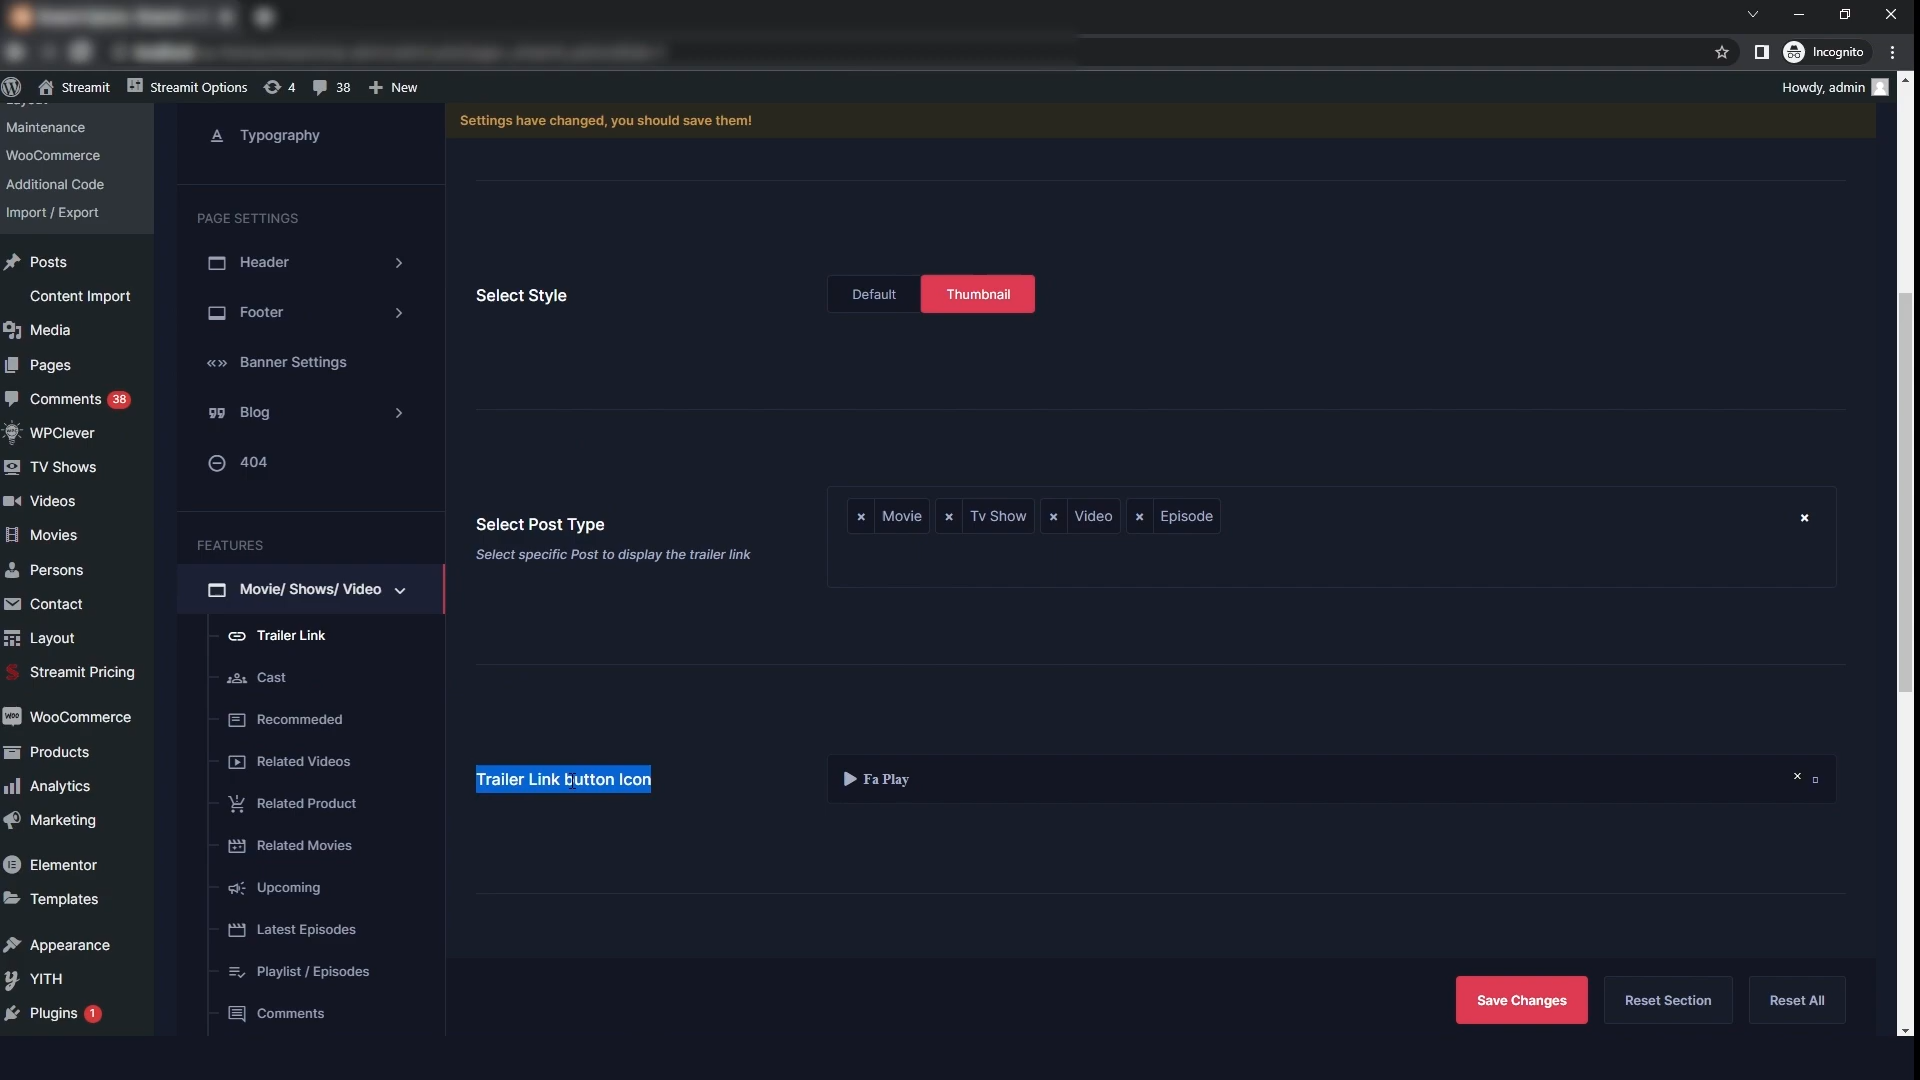 Incognito
Streamit
Streamit Options
4
38
New
Howdy, admin
Maintenance
WooCommerce
Additional Code
Import / Export
Posts
Content Import
Media
Pages
Comments 38
WPClever
TV Shows
Videos
Movies
Persons
Contact
Layout
Streamit Pricing
WooCommerce
Products
Analytics
Marketing
Elementor
Templates
Appearance
YITH
Plugins 1
Typography
PAGE SETTINGS
Header
Footer
Banner Settings
Blog
404
FEATURES
Movie/ Shows/ Video
Trailer Link
Cast
Recommeded
Related Videos
Related Product
Related Movies
Upcoming
Latest Episodes
Playlist / Episodes
Comments
Settings have changed, you should save them!
Select Style
Default
Thumbnail
Select Post Type
Select specific Post to display the trailer link
× Movie
× Tv Show
× Video
× Episode
×
Trailer Link button Icon
Fa Play
×
Save Changes
Reset Section
Reset All